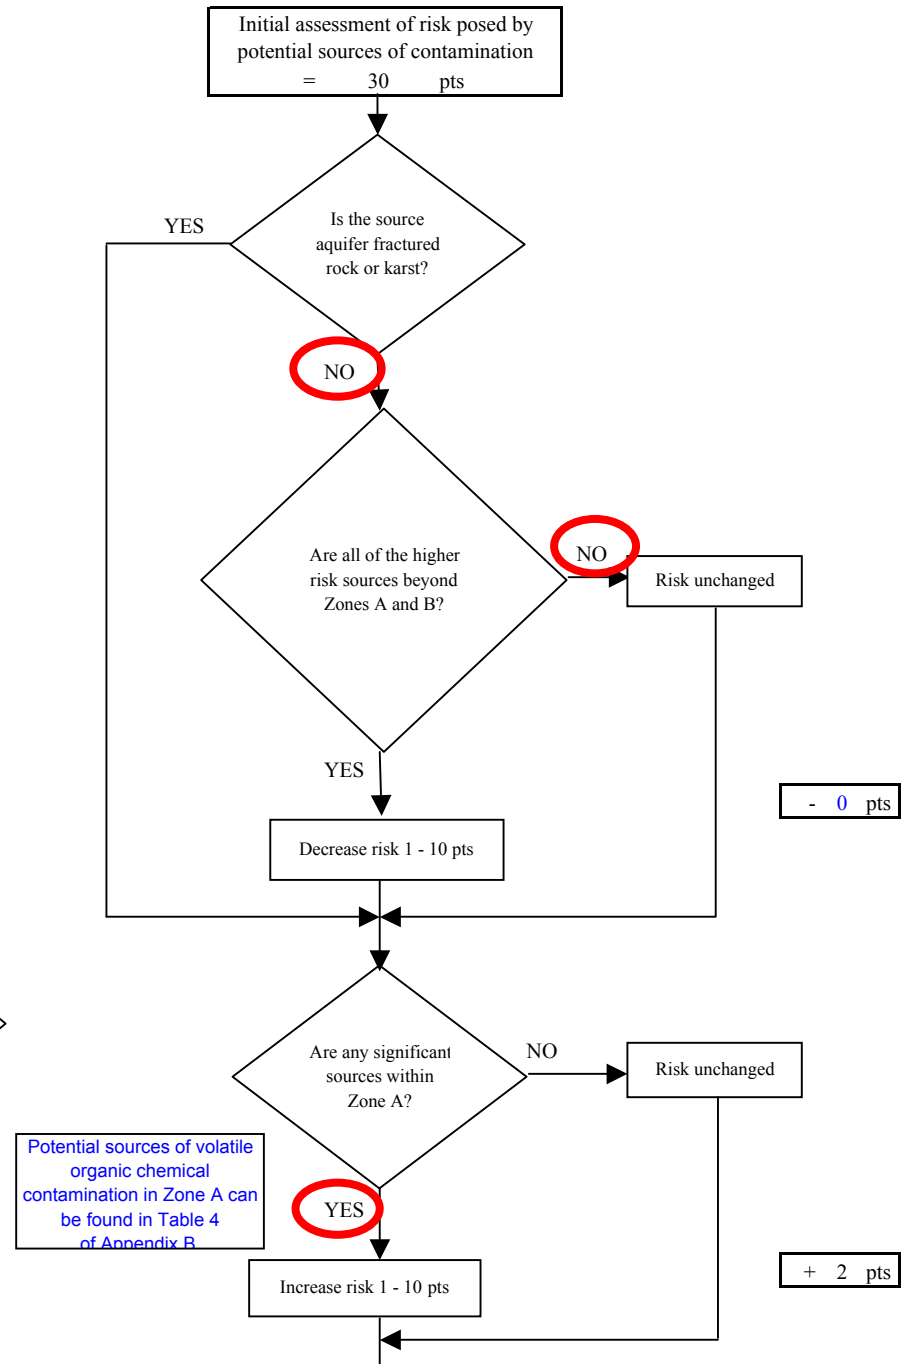 Initial assessment of risk posed by
potential sources of contamination
= 30 pts
YES
Is the source
aquifer fractured
rock or karst?
NO
Are all of the higher
risk sources beyond
Zones A and B?
NO
Risk unchanged
YES
- 0 pts
Decrease risk 1 - 10 pts
Are any significant
sources within
Zone A?
NO
Risk unchanged
Potential sources of volatile
organic chemical
contamination in Zone A can
be found in Table 4
of Appendix B
YES
+ 2 pts
Increase risk 1 - 10 pts